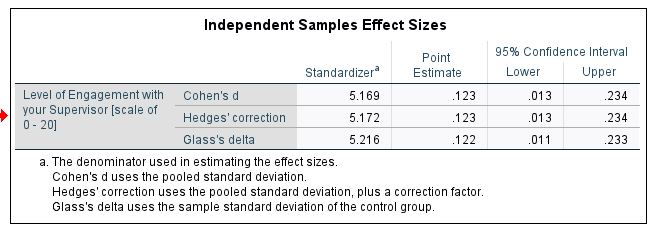 Independent Samples Effect Sizes
95% Confidence Interval
Standardizerᵃ Point Estimate Lower Upper
Level of Engagement with your Supervisor [scale of 0 - 20] Cohen's d 5.169 .123 .013 .234
Hedges' correction 5.172 .123 .013 .234
Glass's delta 5.216 .122 .011 .233
a. The denominator used in estimating the effect sizes.
Cohen's d uses the pooled standard deviation.
Hedges' correction uses the pooled standard deviation, plus a correction factor.
Glass's delta uses the sample standard deviation of the control group.